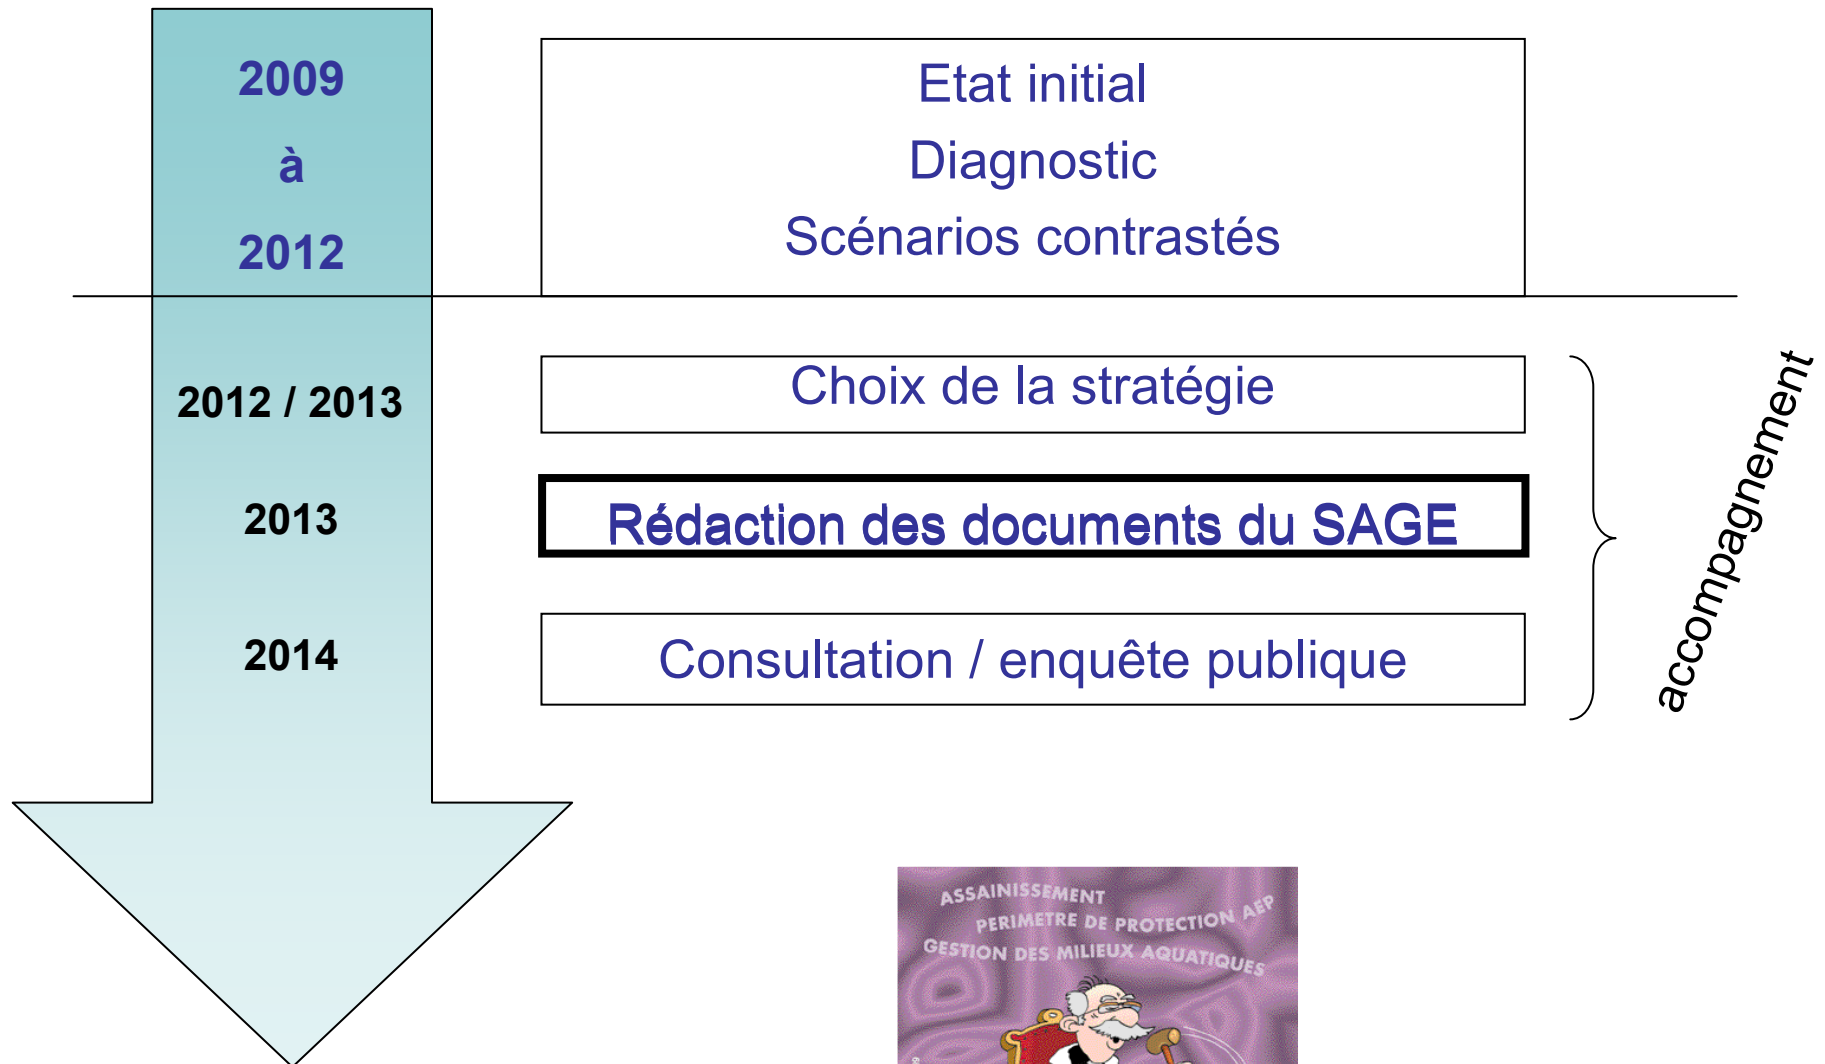 2009
à
2012
Etat initial
Diagnostic
Scénarios contrastés
2012 / 2013
Choix de la stratégie
2013
Rédaction des documents du SAGE
2014
Consultation / enquête publique
accompagnement
ASSAINISSEMENT
PERIMETRE DE PROTECTION AEP
GESTION DES MILIEUX AQUATIQUES